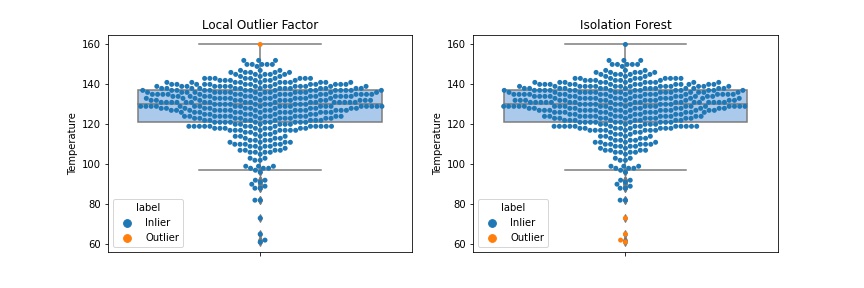 Local Outlier Factor
160
140
120
100
80
60
Temperature
label
Inlier
Outlier
Isolation Forest
160
140
120
100
80
60
Temperature
label
Inlier
Outlier